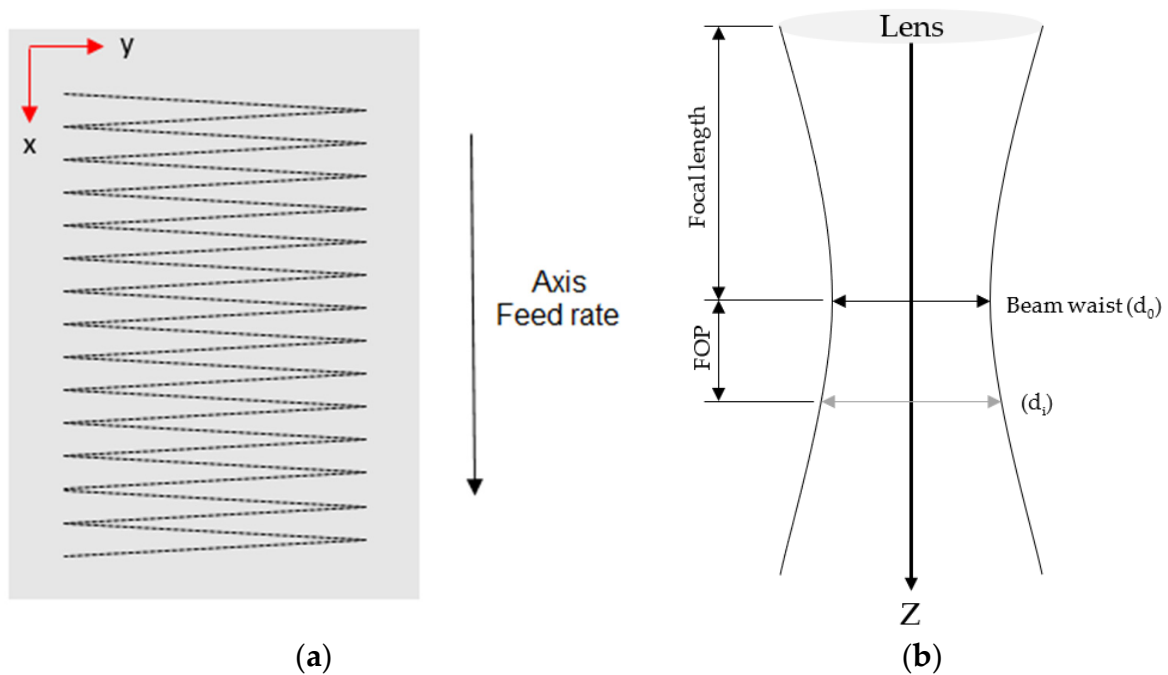 y
x
Axis
Feed rate
(a)
Lens
Focal length
Beam waist (d₀)
FOP
(dᵢ)
Z
(b)